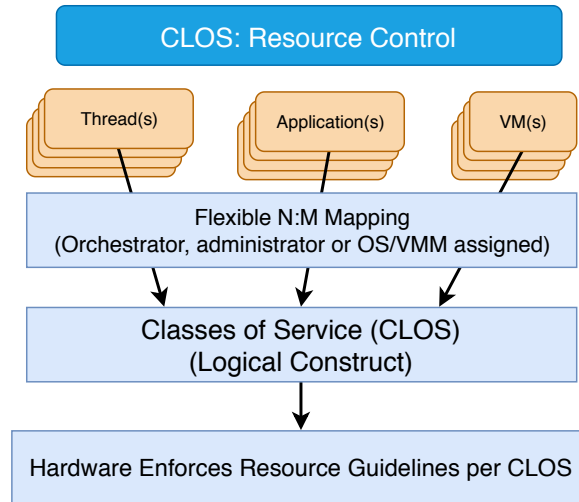 CLOS: Resource Control
Thread(s)
Application(s)
VM(s)
Flexible N:M Mapping
(Orchestrator, administrator or OS/VMM assigned)
Classes of Service (CLOS)
(Logical Construct)
Hardware Enforces Resource Guidelines per CLOS